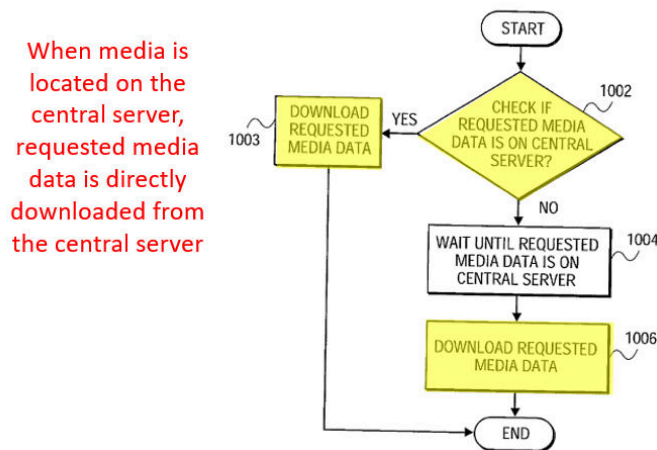 When media is
located on the
central server,
requested media
data is directly
downloaded from
the central server
START
1002
CHECK IF
REQUESTED MEDIA
DATA IS ON CENTRAL
SERVER?
YES
DOWNLOAD
REQUESTED
MEDIA DATA
1003
NO
WAIT UNTIL REQUESTED
MEDIA DATA IS ON
CENTRAL SERVER
1004
DOWNLOAD REQUESTED
MEDIA DATA
1006
END